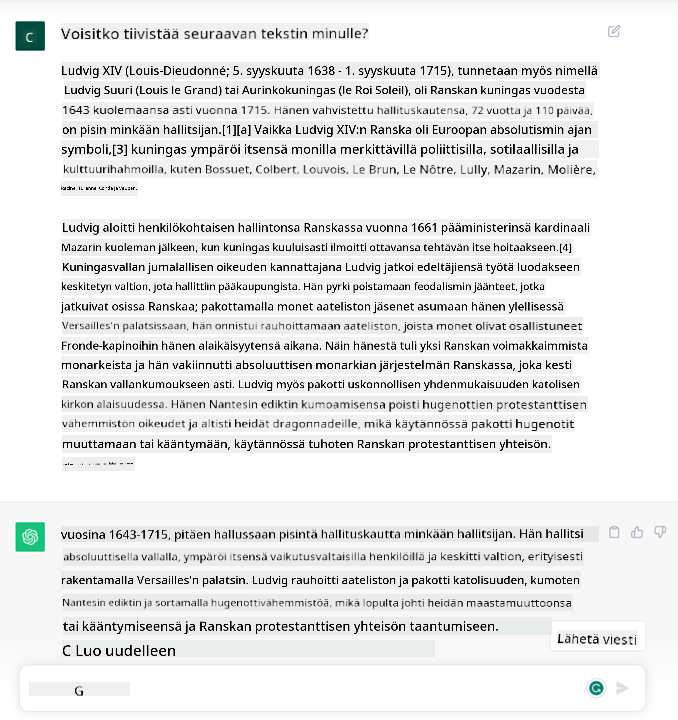 C
Voisitko tiivistää seuraavan tekstin minulle?
Ludvig XIV (Louis-Dieudonné; 5. syyskuuta 1638 - 1. syyskuuta 1715), tunnetaan myös nimellä
Ludvig Suuri (Louis le Grand) tai Aurinkokuningas (le Roi Soleil), oli Ranskan kuningas vuodesta
1643 kuolemaansa asti vuonna 1715. Hänen vahvistettu hallituskautensa, 72 vuotta ja 110 päivää,
on pisin minkään hallitsijan.[1][a] Vaikka Ludvig XIV:n Ranska oli Euroopan absolutismin ajan
symboli,[3] kuningas ympäröi itsensä monilla merkittävillä poliittisilla, sotilaallisilla ja
kulttuurihahmoilla, kuten Bossuet, Colbert, Louvois, Le Brun, Le Nôtre, Lully, Mazarin, Molière,
Racine, Turenne, Condé ja Vauban.
Ludvig aloitti henkilökohtaisen hallintonsa Ranskassa vuonna 1661 pääministerinsä kardinaali
Mazarin kuoleman jälkeen, kun kuningas kuuluisasti ilmoitti ottavansa tehtävän itse hoitaakseen.[4]
Kuningasvallan jumalallisen oikeuden kannattajana Ludvig jatkoi edeltäjiensä työtä luodakseen
keskitetyn valtion, jota hallittiin pääkaupungista. Hän pyrki poistamaan feodalismin jäänteet, jotka
jatkuivat osissa Ranskaa; pakottamalla monet aateliston jäsenet asumaan hänen ylellisessä
Versailles'n palatsissaan, hän onnistui rauhoittamaan aateliston, joista monet olivat osallistuneet
Fronde-kapinoihin hänen alaikäisyytensä aikana. Näin hänestä tuli yksi Ranskan voimakkaimmista
monarkeista ja hän vakiinnutti absoluuttisen monarkian järjestelmän Ranskassa, joka kesti
Ranskan vallankumoukseen asti. Ludvig myös pakotti uskonnollisen yhdenmukaisuuden katolisen
kirkon alaisuudessa. Hänen Nantesin ediktin kumoamisensa poisti hugenottien protestanttisen
vähemmistön oikeudet ja altisti heidät dragonnadeille, mikä käytännössä pakotti hugenotit
muuttamaan tai kääntymään, käytännössä tuhoten Ranskan protestanttisen yhteisön.
vuosina 1643-1715, pitäen hallussaan pisintä hallituskautta minkään hallitsijan. Hän hallitsi
absoluuttisella vallalla, ympäröi itsensä vaikutusvaltaisilla henkilöillä ja keskitti valtion, erityisesti
rakentamalla Versailles'n palatsin. Ludvig rauhoitti aateliston ja pakotti katolisuuden, kumoten
Nantesin ediktin ja sortamalla hugenottivähemmistöä, mikä lopulta johti heidän maastamuuttoonsa
tai kääntymiseensä ja Ranskan protestanttisen yhteisön taantumiseen.
Lähetä viesti
C Luo uudelleen
G